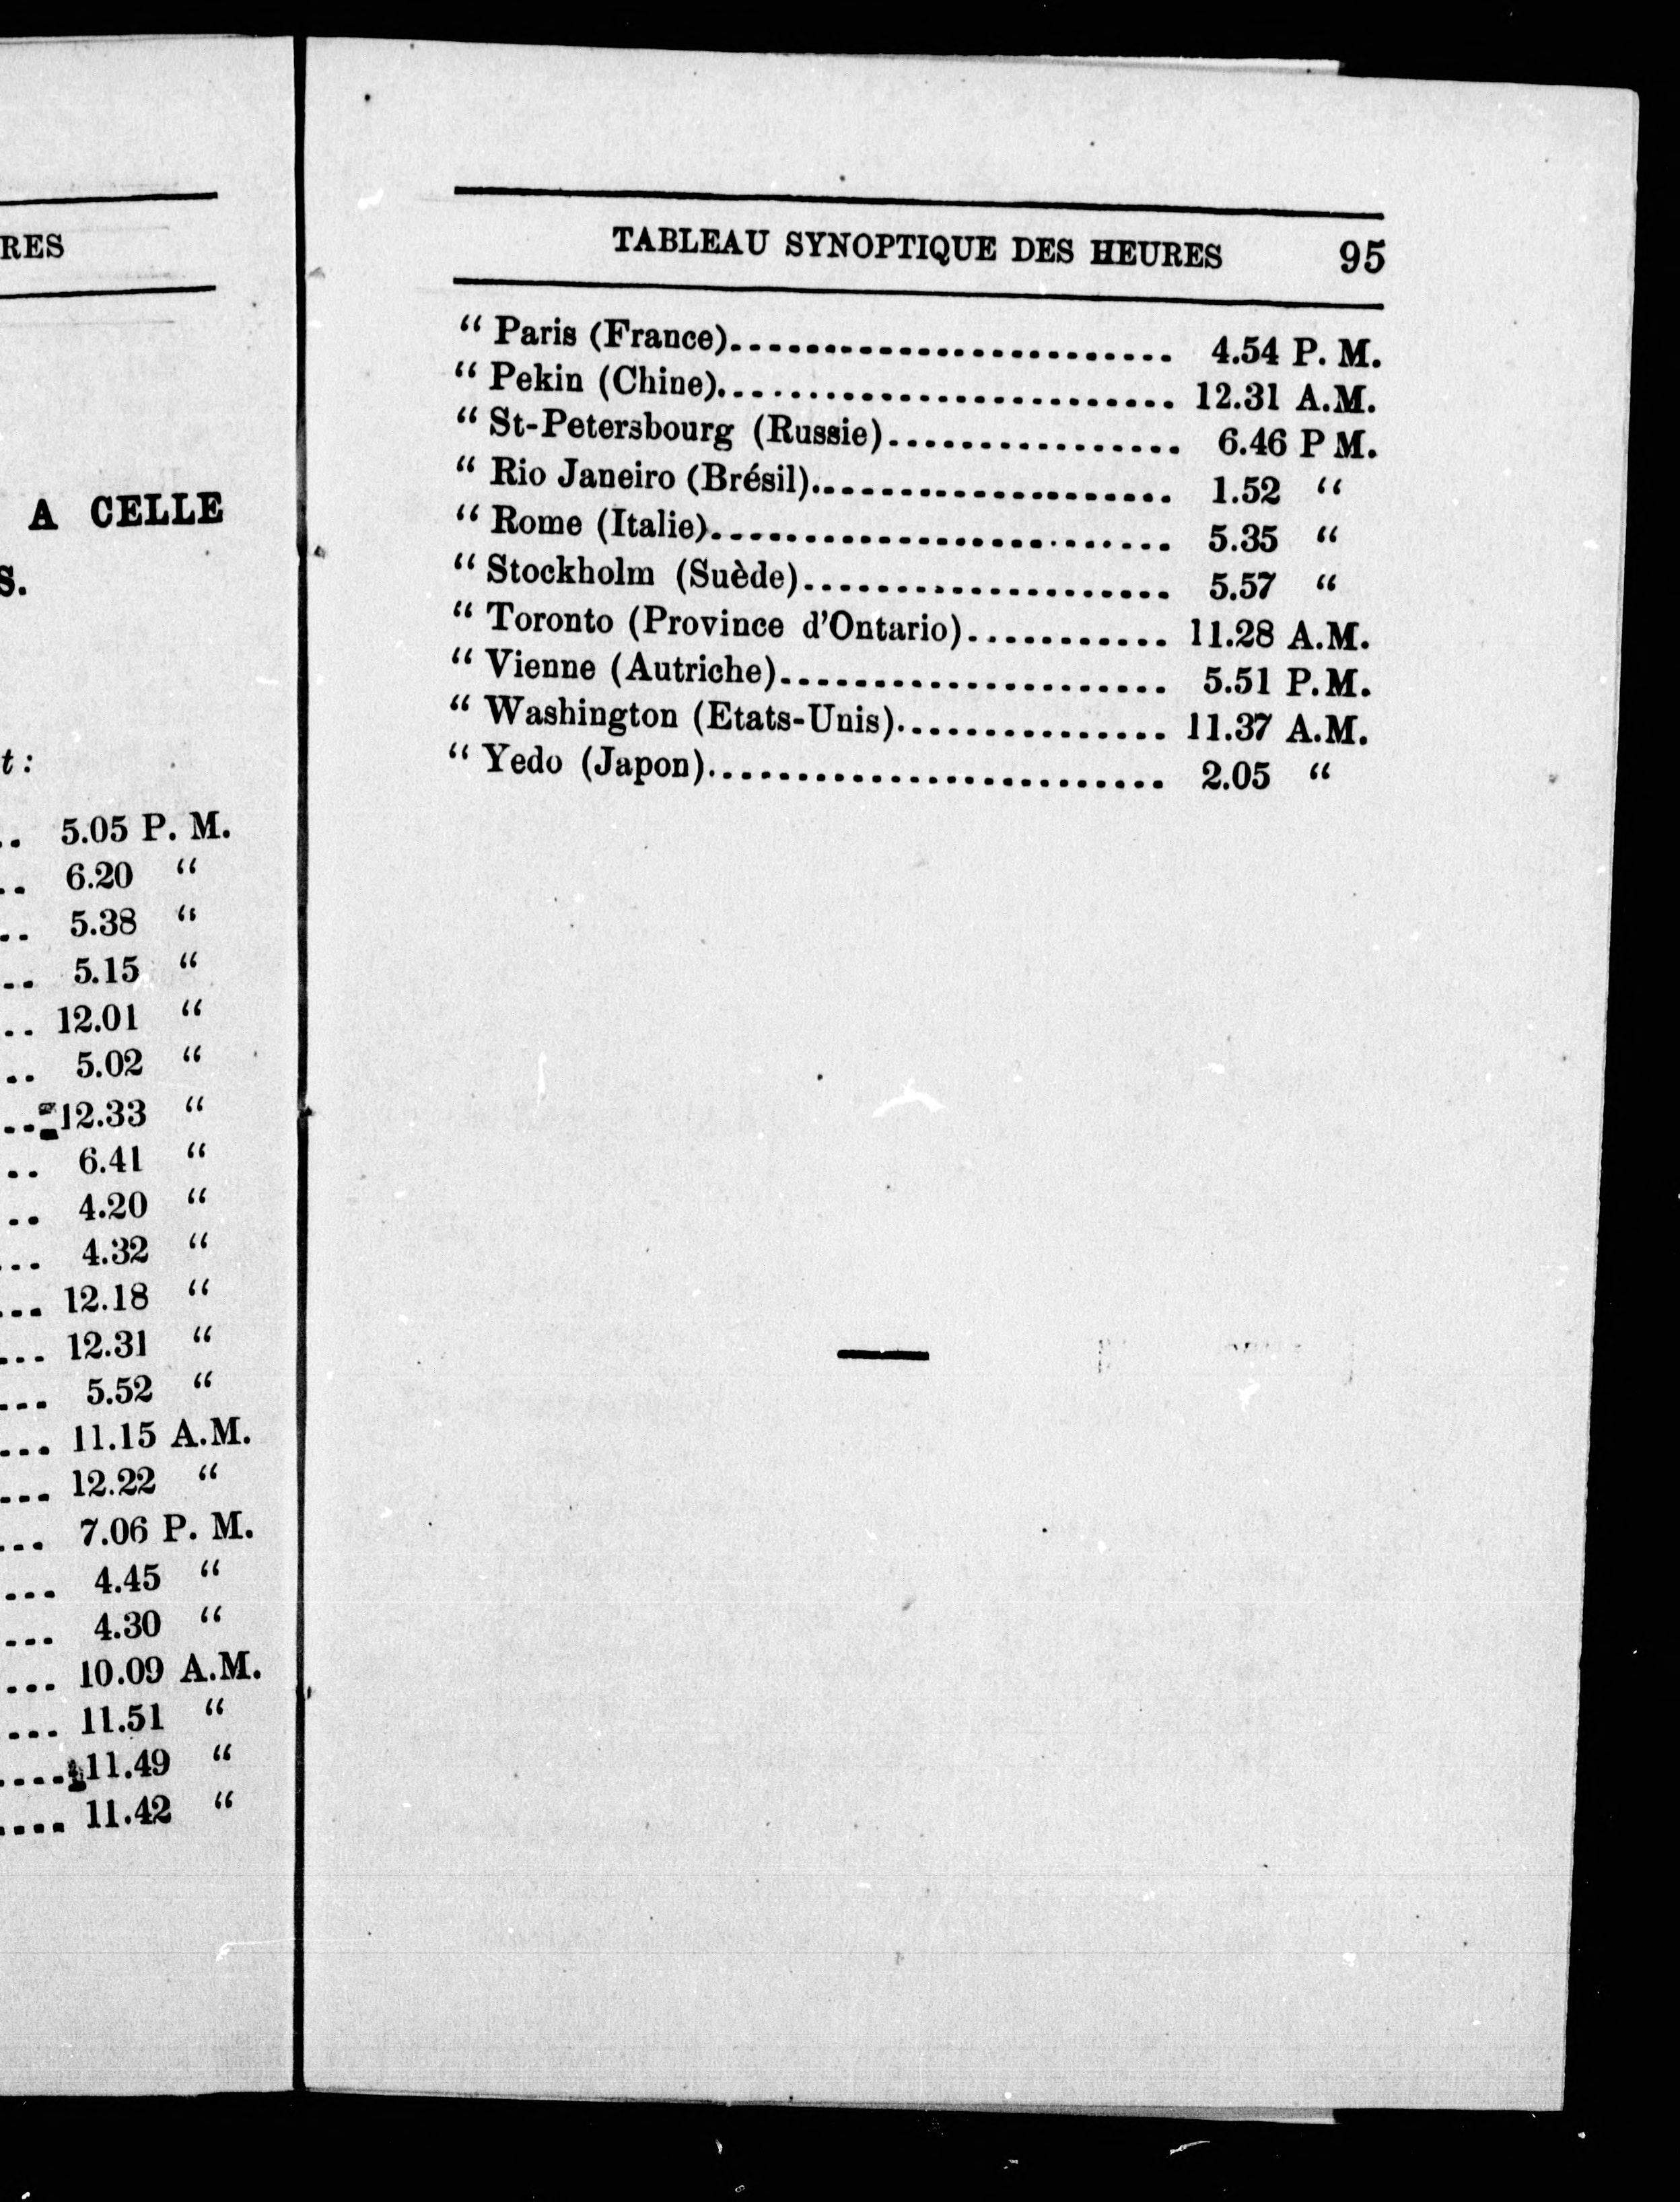 RES
A CELLE
S.
t :
.. 5.05 P. M.
.. 6.20 “
.. 5.38 “
.. 5.15 “
.. 12.01 “
.. 5.02 “
.. 12.33 “
.. 6.41 “
.. 4.20 “
... 4.32 “
... 12.18 “
... 12.31 “
... 5.52 “
... 11.15 A.M.
... 12.22 “
... 7.06 P. M.
... 4.45 “
... 4.30 “
... 10.09 A.M.
... 11.51 “
.... 11.49 “
.... 11.42 “
TABLEAU SYNOPTIQUE DES HEURES 95
“ Paris (France)........................ 4.54 P. M.
“ Pekin (Chine)......................... 12.31 A.M.
“ St-Petersbourg (Russie)................ 6.46 P M.
“ Rio Janeiro (Brésil).................... 1.52 “
“ Rome (Italie)......................... 5.35 “
“ Stockholm (Suède).................... 5.57 “
“ Toronto (Province d’Ontario)........... 11.28 A.M.
“ Vienne (Autriche)..................... 5.51 P.M.
“ Washington (Etats-Unis)............... 11.37 A.M.
“ Yedo (Japon)......................... 2.05 “